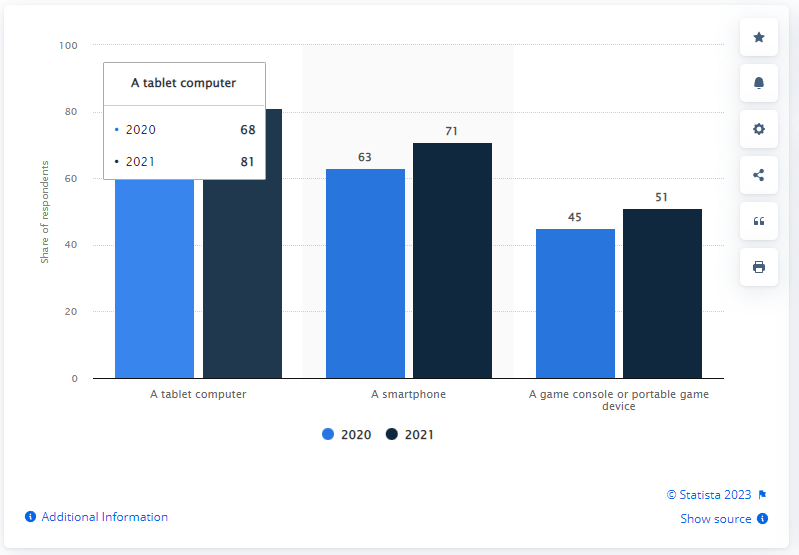 100
A tablet computer
2020 68
2021 81
80
60
40
20
0
Share of respondents
63
71
45
51
A tablet computer
A smartphone
A game console or portable game
device
2020 2021
© Statista 2023
Additional Information
Show source